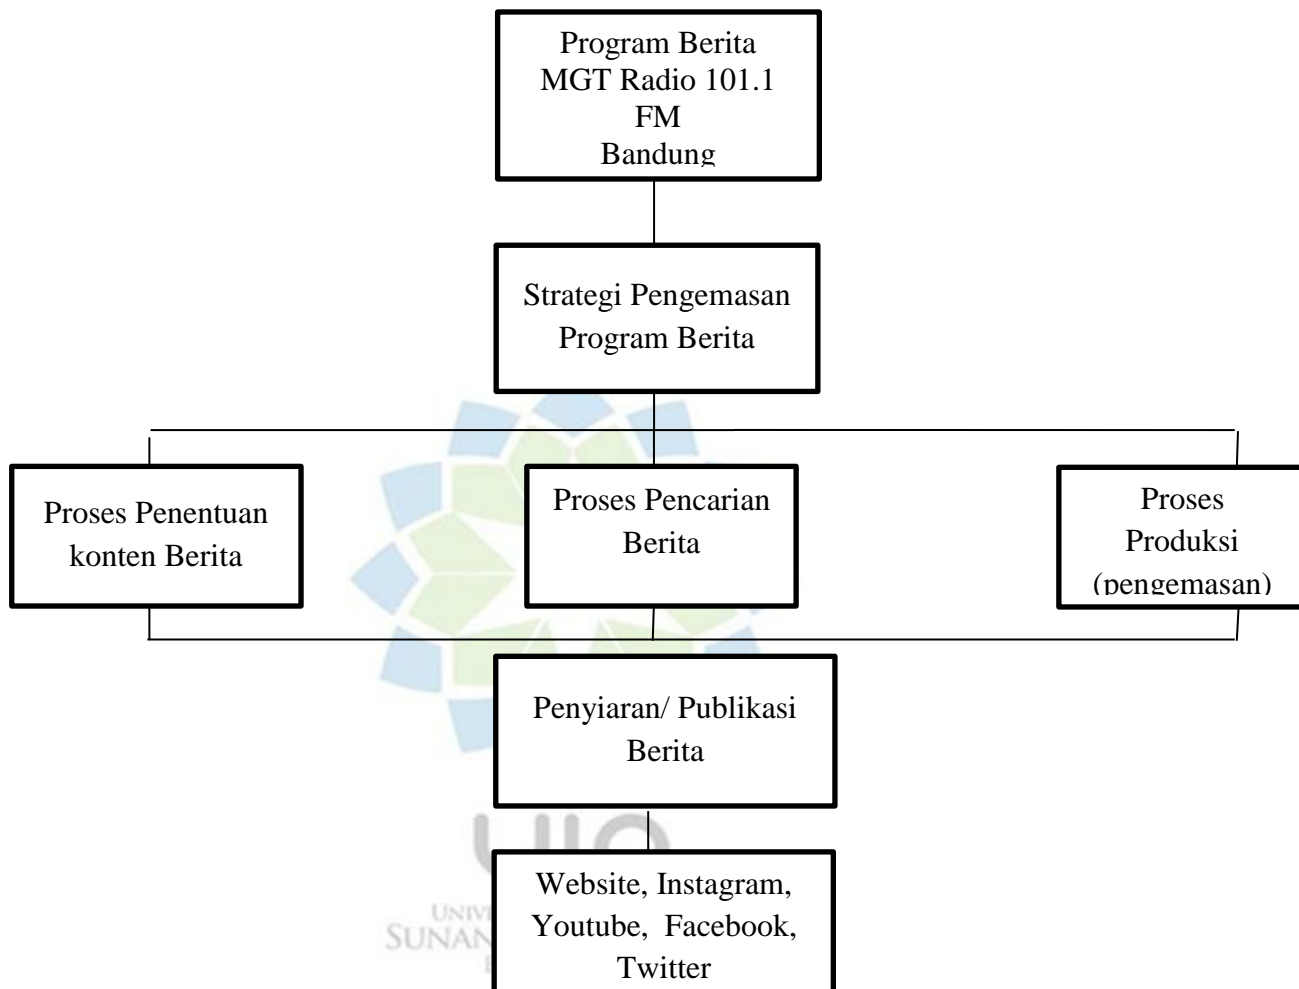 Program Berita
MGT Radio 101.1
FM
Bandung
Strategi Pengemasan
Program Berita
Proses Penentuan
konten Berita
Proses Pencarian
Berita
Proses
Produksi
(pengemasan)
Penyiaran/ Publikasi
Berita
Website, Instagram,
Youtube, Facebook,
Twitter
SUNAN